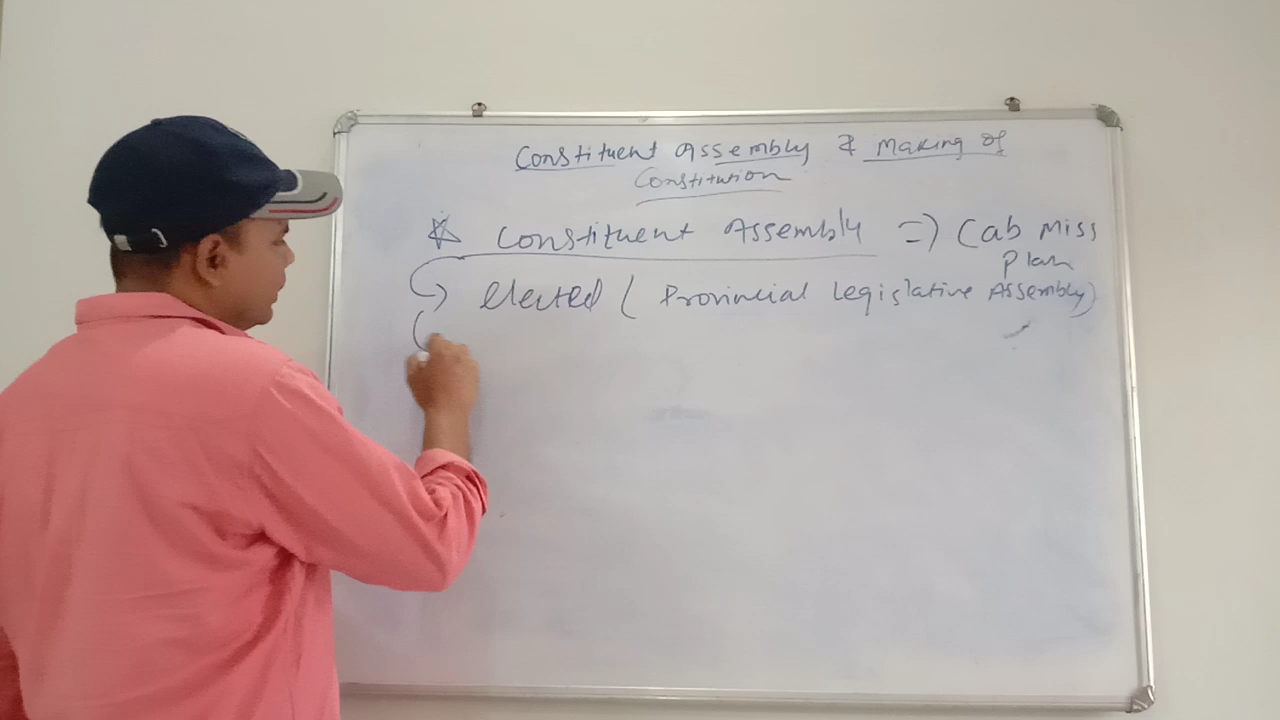 Constituent Assembly & Making of
Constitution
Constituent Assembly => Cab Miss
Plan
Elected ( Provincial Legislative Assembly)